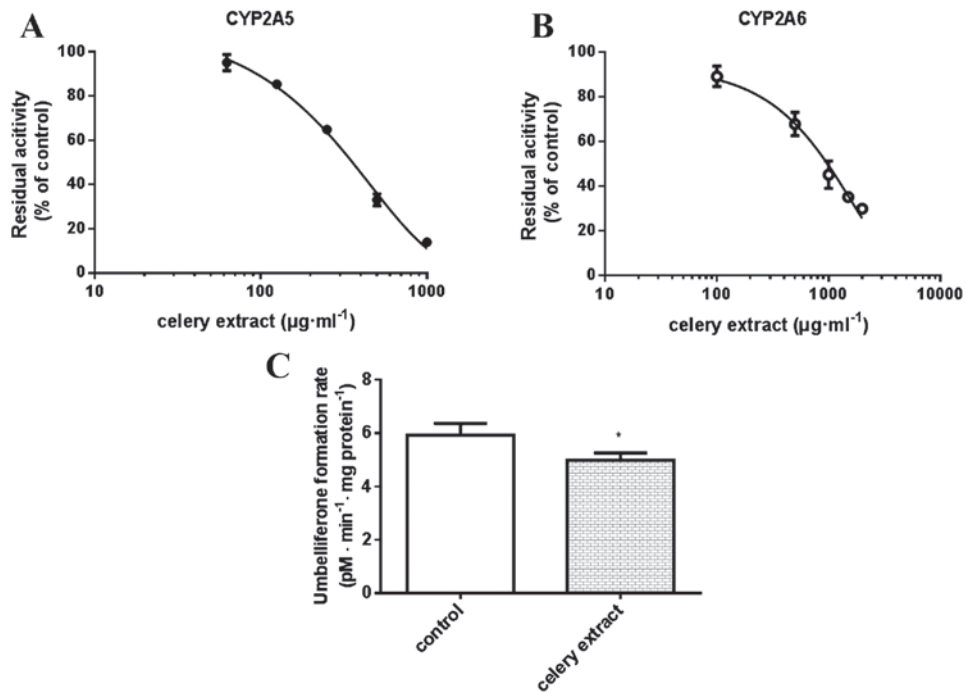 A
CYP2A5
Residual acitivity
(% of control)
100
80
60
40
20
0
10
100
1000
celery extract (µg·ml⁻¹)
B
CYP2A6
Residual activity
(% of control)
100
80
60
40
20
0
10
100
1000
10000
celery extract (µg·ml⁻¹)
C
Umbelliferone formation rate
(pM · min⁻¹· mg protein⁻¹)
8
6
4
2
0
*
control
celery extract